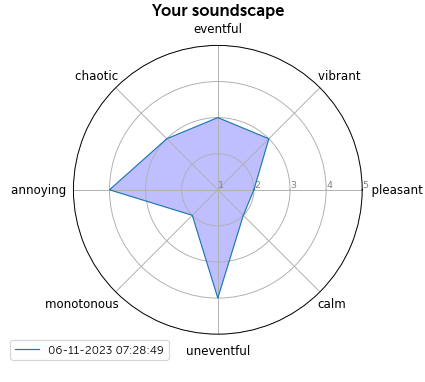 Your soundscape
eventful
chaotic
vibrant
annoying
1 2 3 4 5
pleasant
monotonous
calm
uneventful
06-11-2023 07:28:49